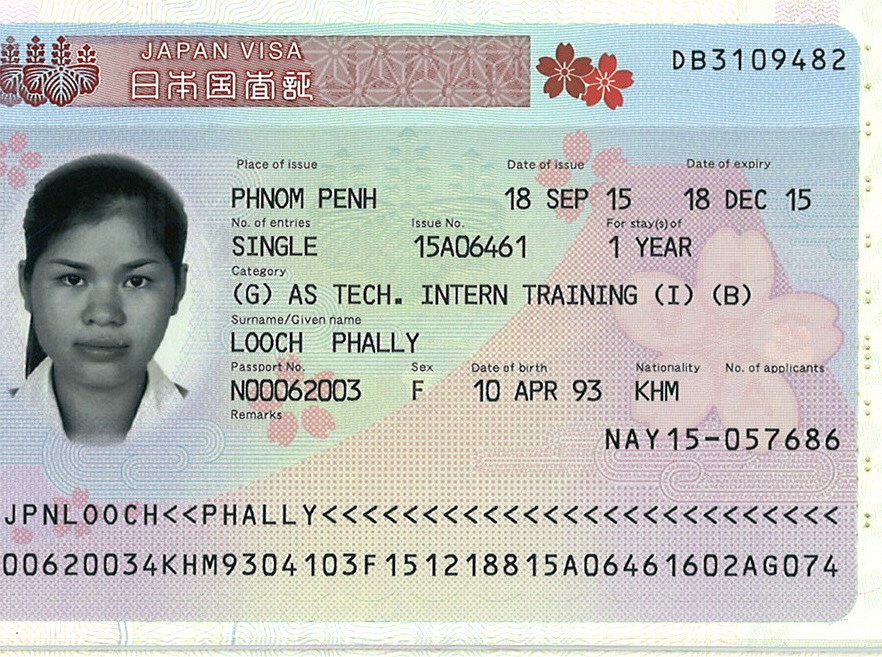 JAPAN VISA
日本国査証
DB3109482
Place of issue Date of issue Date of expiry
PHNOM PENH 18 SEP 15 18 DEC 15
No. of entries Issue No. For stay(s) of
SINGLE 15A06461 1 YEAR
Category
(G) AS TECH. INTERN TRAINING (I) (B)
Surname/Given name
LOOCH PHALLY
Passport No. Sex Date of birth Nationality No. of applicants
N00062003 F 10 APR 93 KHM
Remarks
NAY15-057686
JPNLOOCH<<PHALLY<<<<<<<<<<<<<<<<<<<<<<<<<<
00620034KHM9304103F151218815A06461602AG074